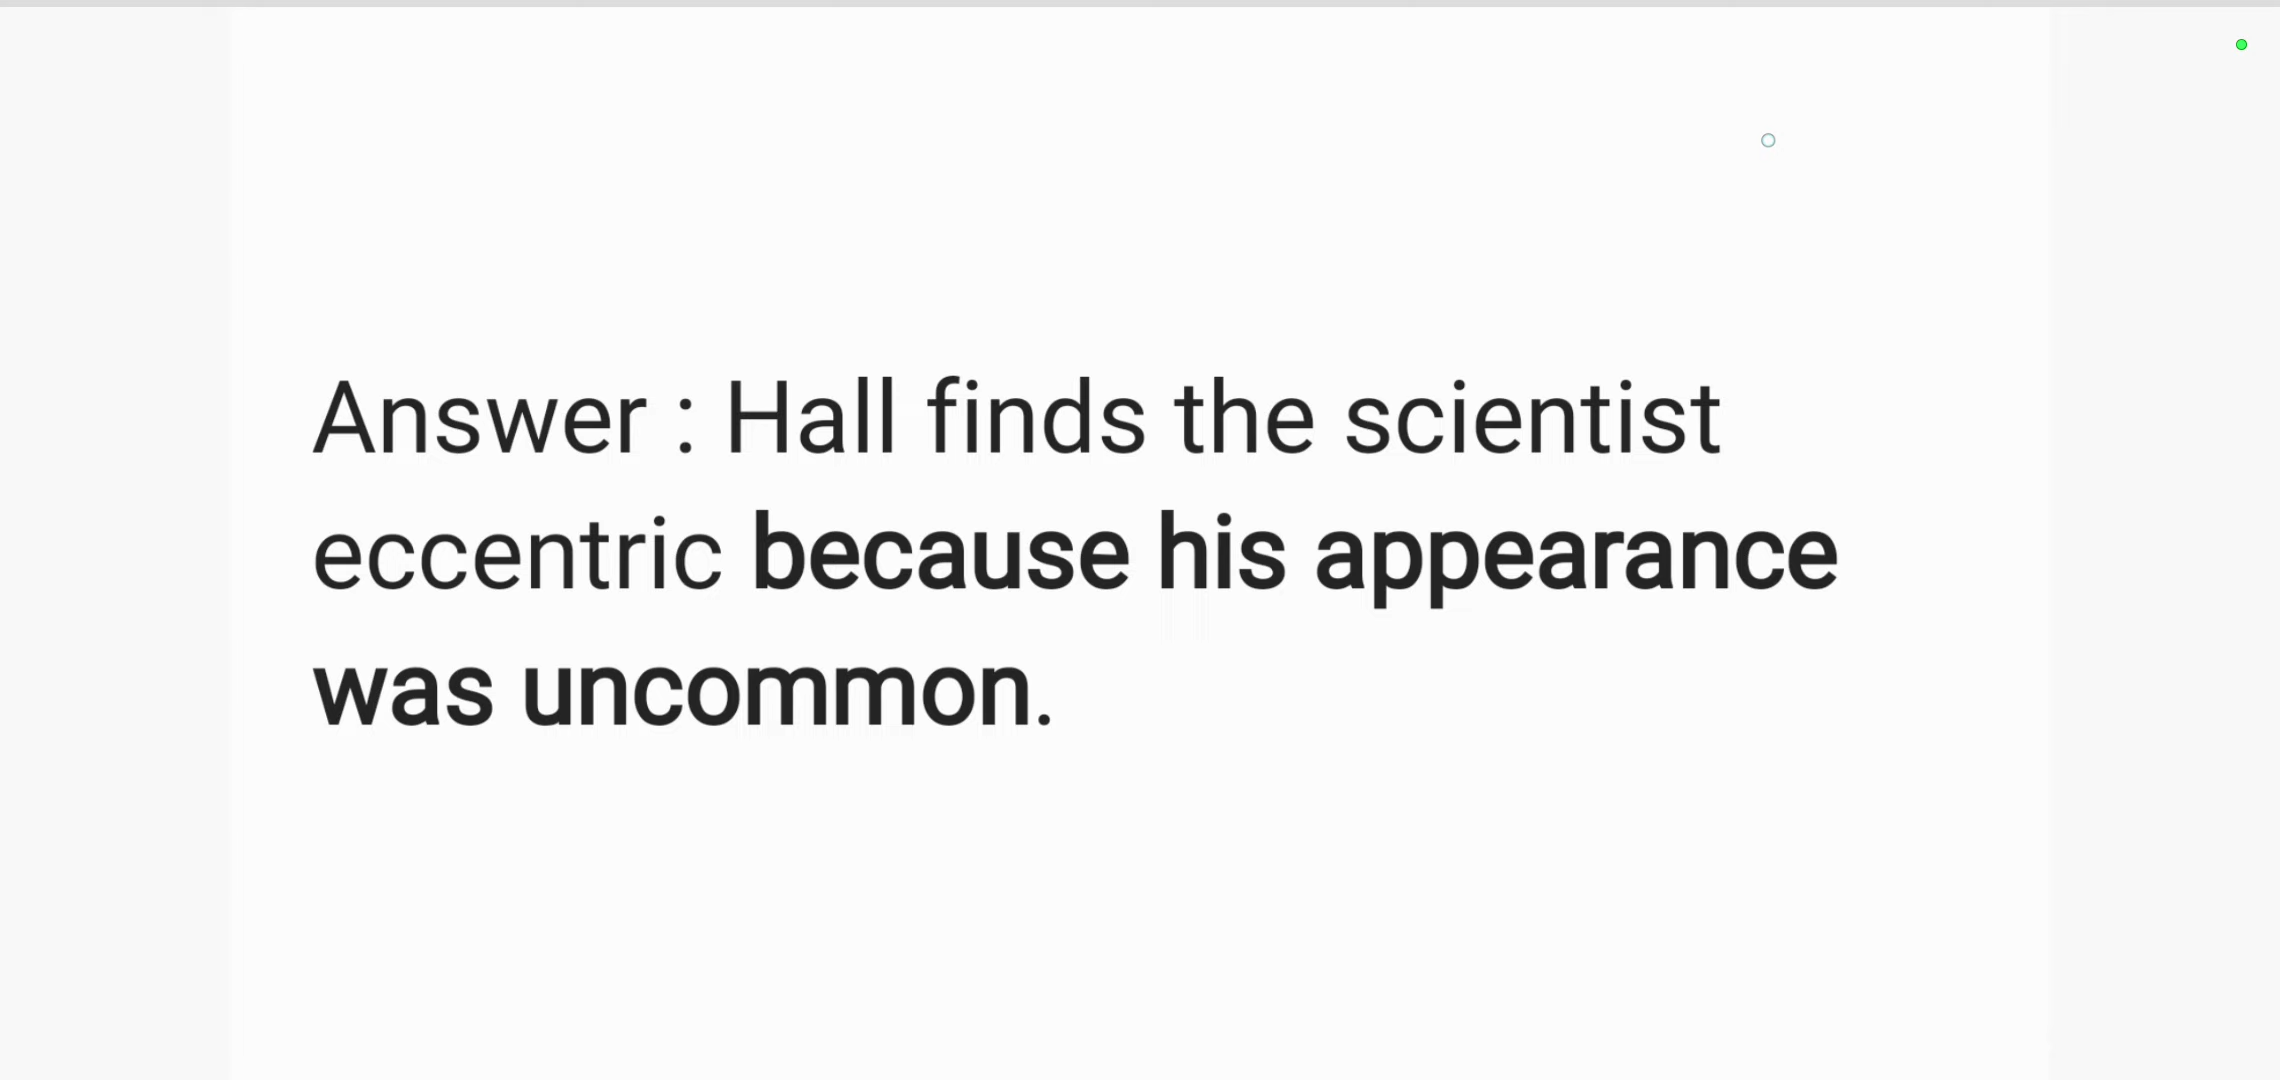 Answer : Hall finds the scientist
eccentric because his appearance
was uncommon.